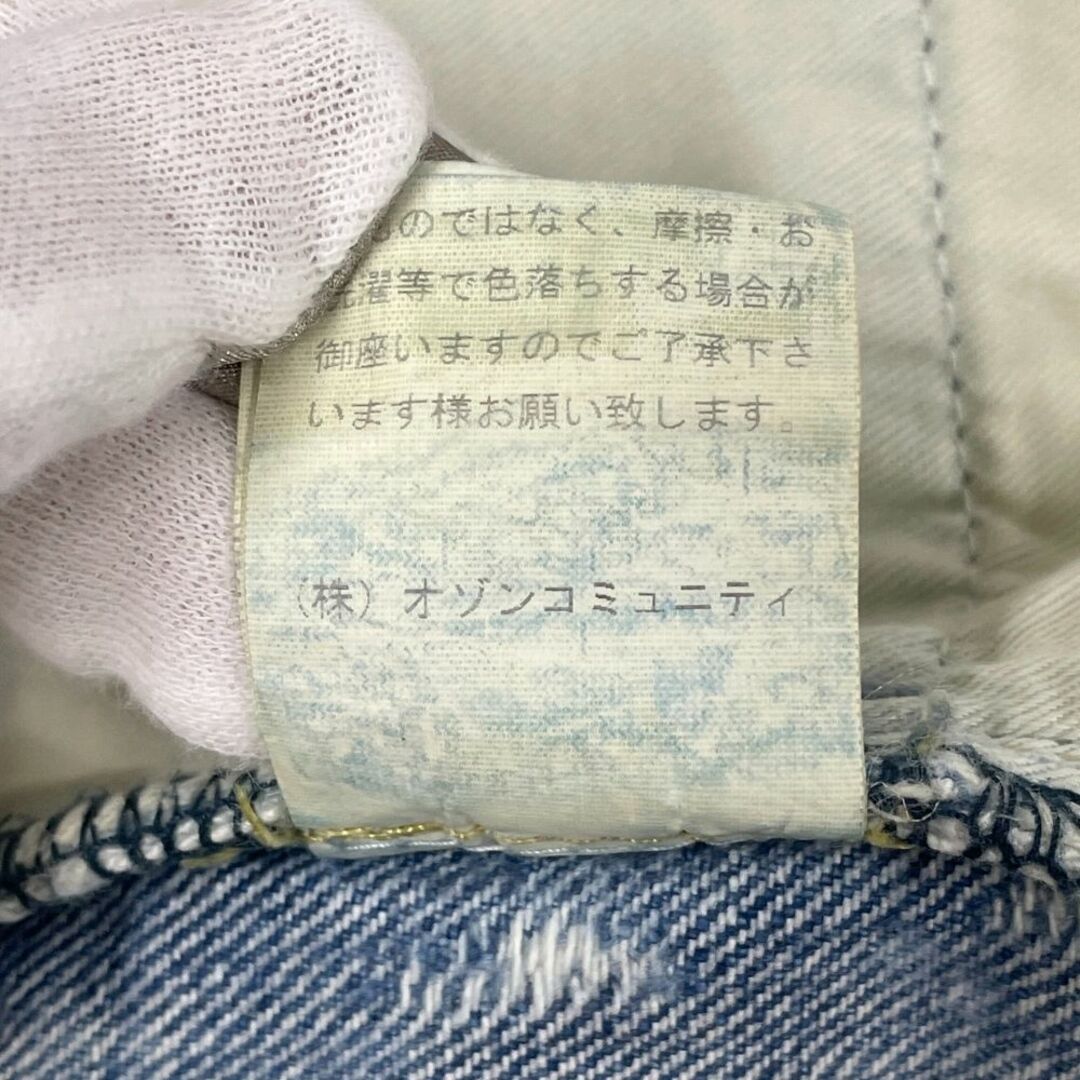 ものではなく、摩擦・お
洗濯等で色落ちする場合が
御座いますのでご了承下さ
います様お願い致します。
(株) オゾンコミュニティ